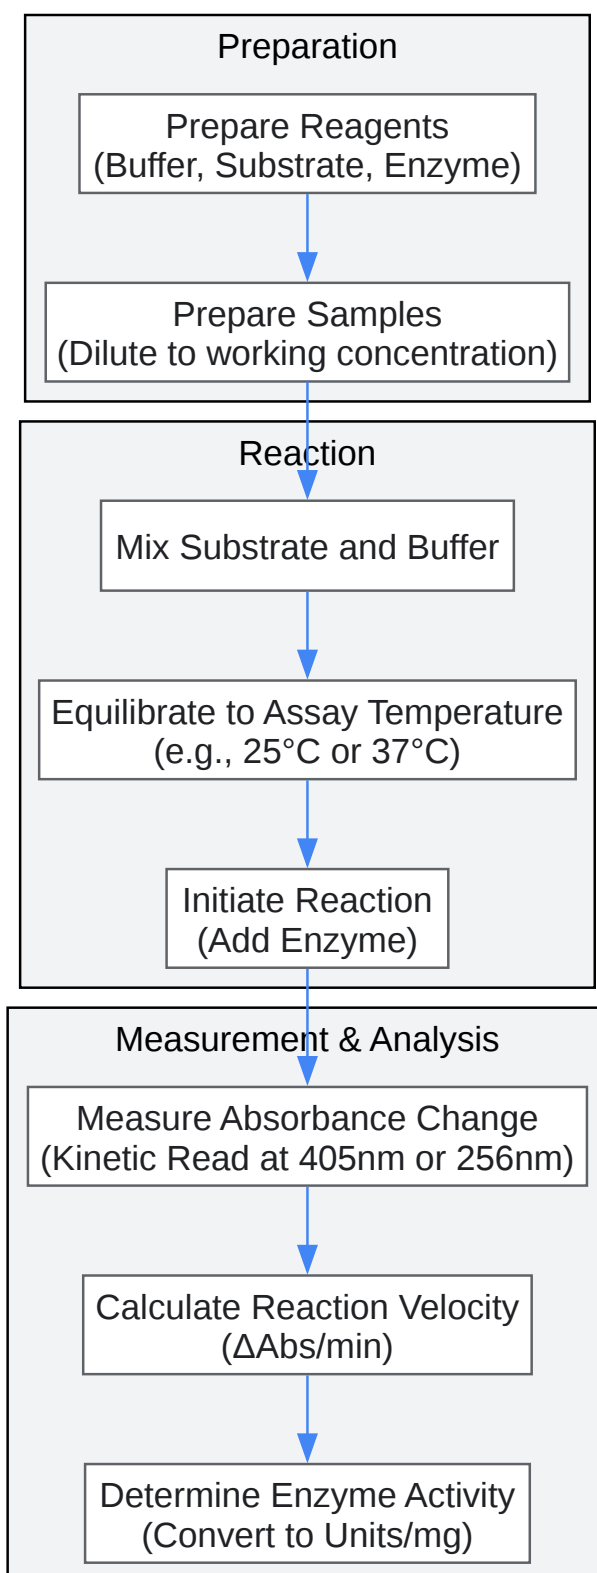 Preparation
Prepare Reagents
(Buffer, Substrate, Enzyme)
Prepare Samples
(Dilute to working concentration)
Reaction
Mix Substrate and Buffer
Equilibrate to Assay Temperature
(e.g., 25°C or 37°C)
Initiate Reaction
(Add Enzyme)
Measurement & Analysis
Measure Absorbance Change
(Kinetic Read at 405nm or 256nm)
Calculate Reaction Velocity
(ΔAbs/min)
Determine Enzyme Activity
(Convert to Units/mg)